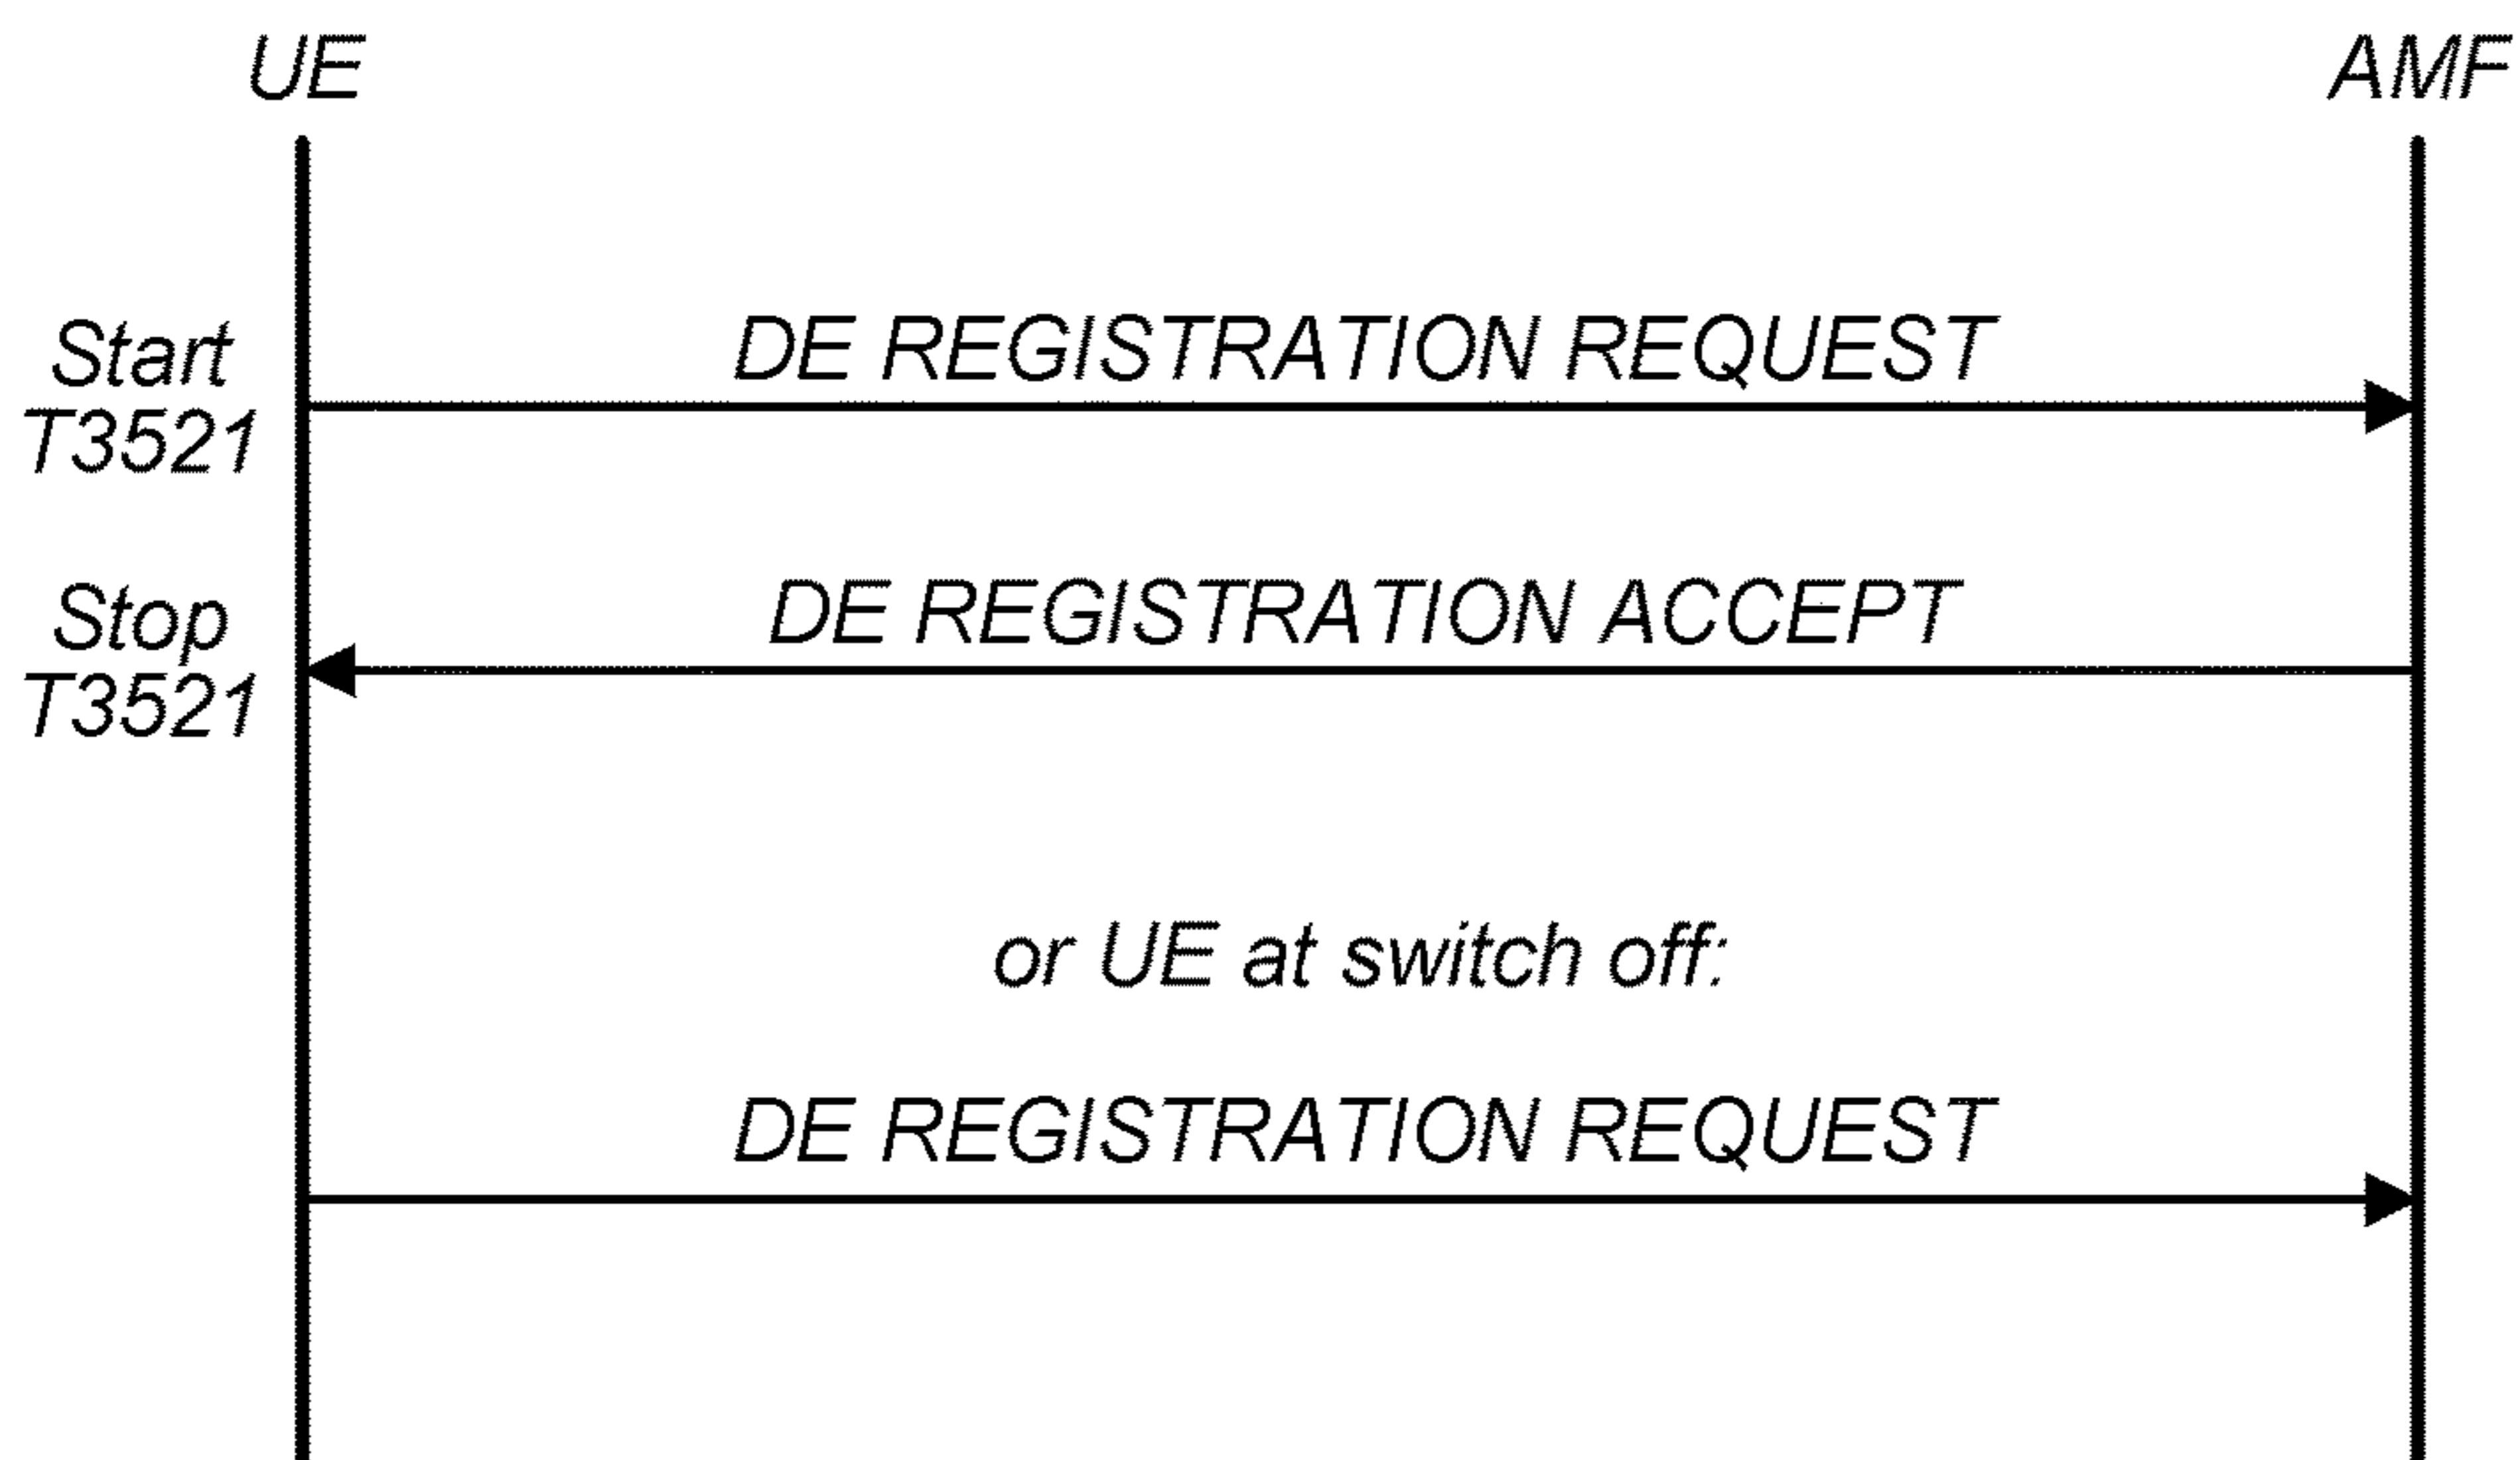 UE
AMF
Start
T3521
DE REGISTRATION REQUEST
Stop
T3521
DE REGISTRATION ACCEPT
or UE at switch off:
DE REGISTRATION REQUEST